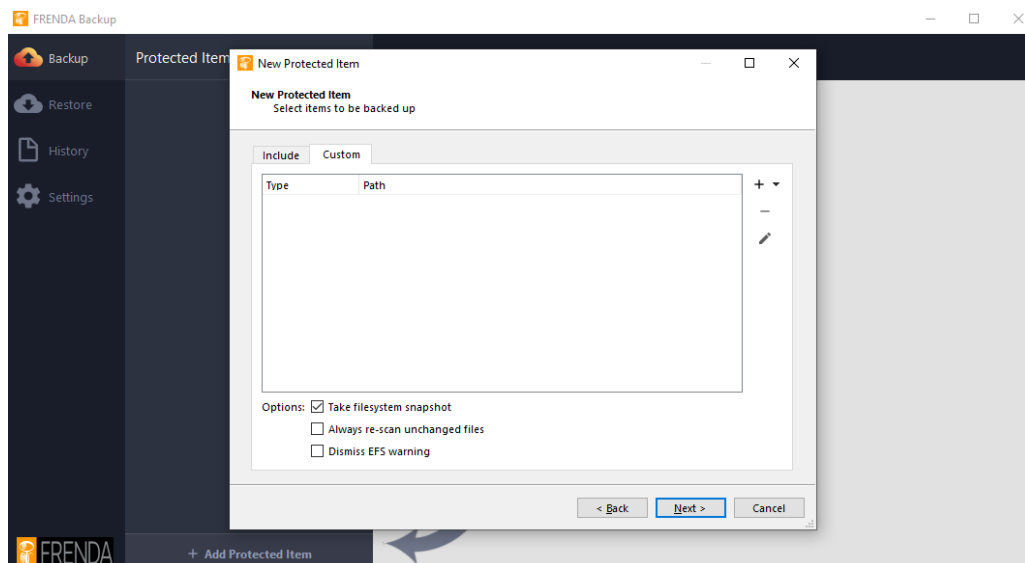 FRENDA Backup
Backup
Restore
History
Settings
Protected Item
New Protected Item
New Protected Item
Select items to be backed up
Include Custom
Type Path
Options: Take filesystem snapshot
Always re-scan unchanged files
Dismiss EFS warning
< Back Next > Cancel
FRENDA
+ Add Protected Item